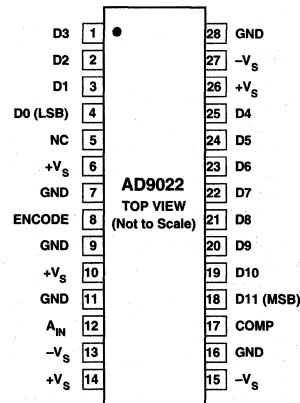 D3 1 28 GND
D2 2 27 –VS
D1 3 26 +VS
D0 (LSB) 4 25 D4
NC 5 24 D5
+VS 6 23 D6
GND 7 22 D7
AD9022
TOP VIEW
(Not to Scale)
ENCODE 8 21 D8
GND 9 20 D9
+VS 10 19 D10
GND 11 18 D11 (MSB)
AIN 12 17 COMP
–VS 13 16 GND
+VS 14 15 –VS